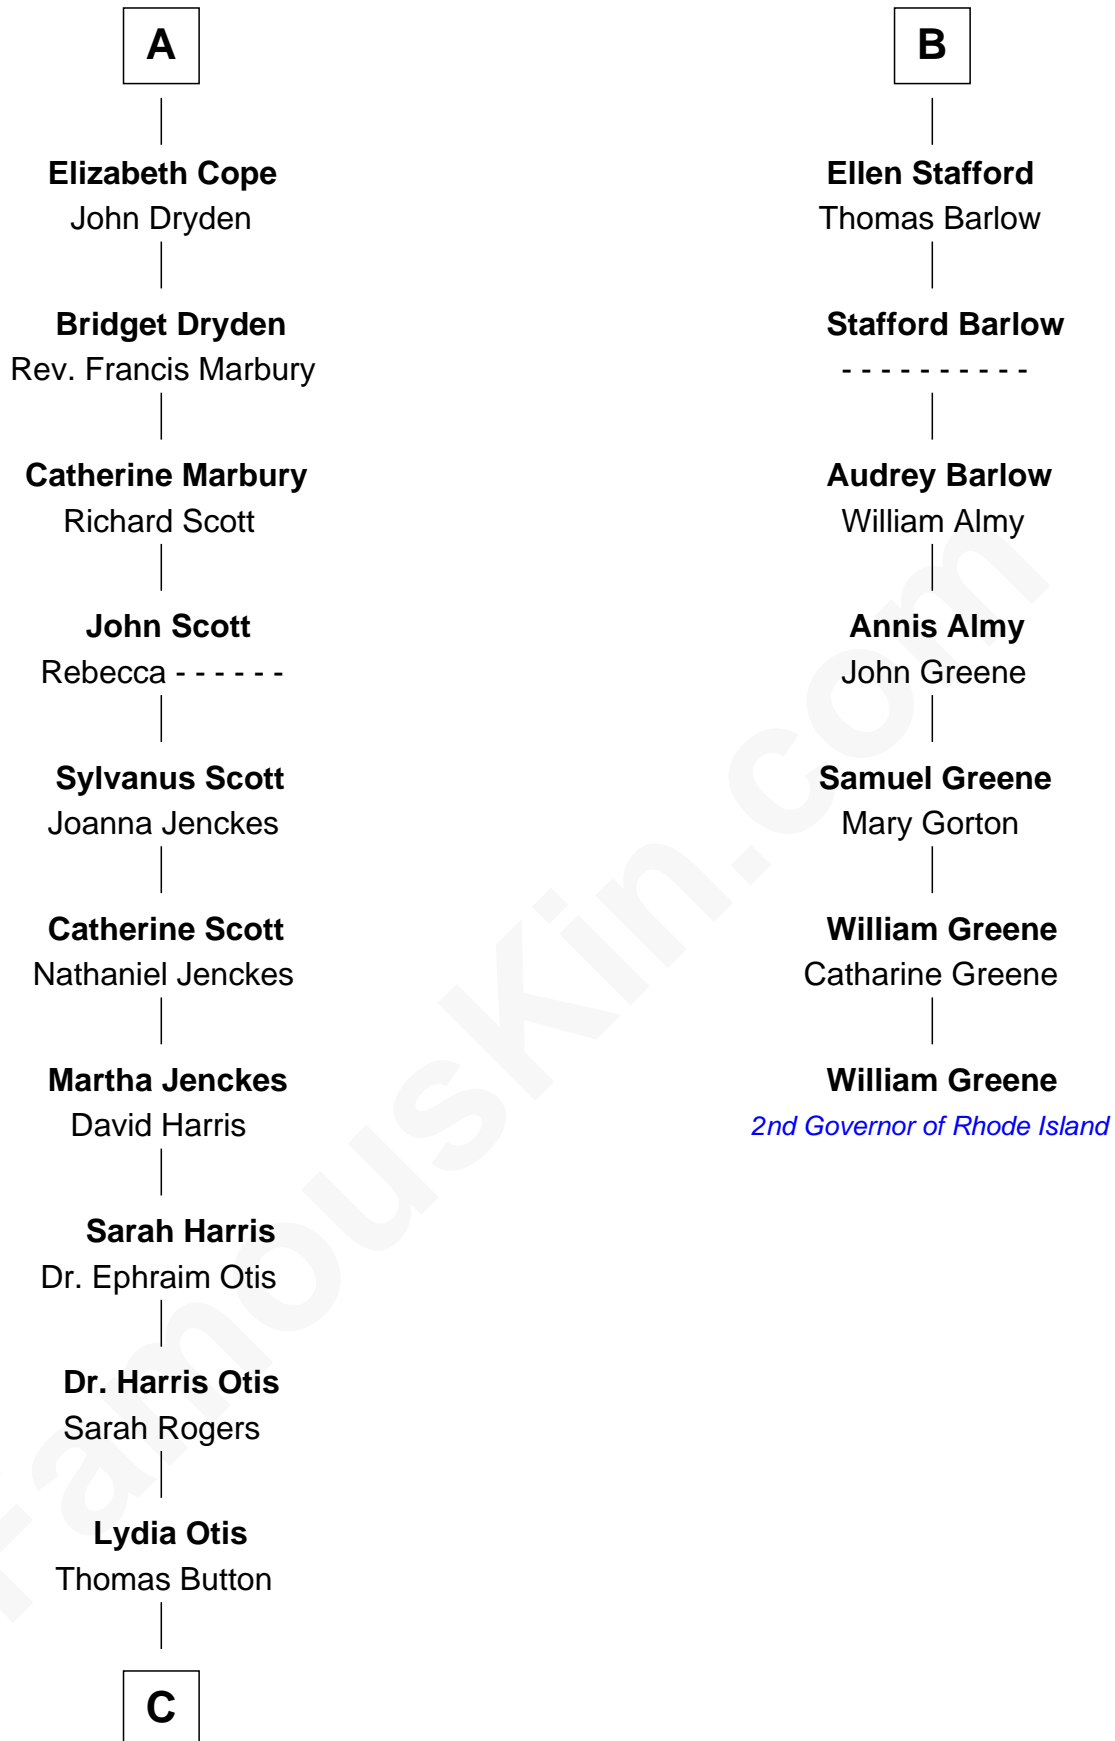 A
Elizabeth Cope
John Dryden
Bridget Dryden
Rev. Francis Marbury
Catherine Marbury
Richard Scott
John Scott
Rebecca - - - - - -
Sylvanus Scott
Joanna Jenckes
Catherine Scott
Nathaniel Jenckes
Martha Jenckes
David Harris
Sarah Harris
Dr. Ephraim Otis
Dr. Harris Otis
Sarah Rogers
Lydia Otis
Thomas Button
C
B
Ellen Stafford
Thomas Barlow
Stafford Barlow
- - - - - - - - - -
Audrey Barlow
William Almy
Annis Almy
John Greene
Samuel Greene
Mary Gorton
William Greene
Catharine Greene
William Greene
2nd Governor of Rhode Island
FamousKin.com